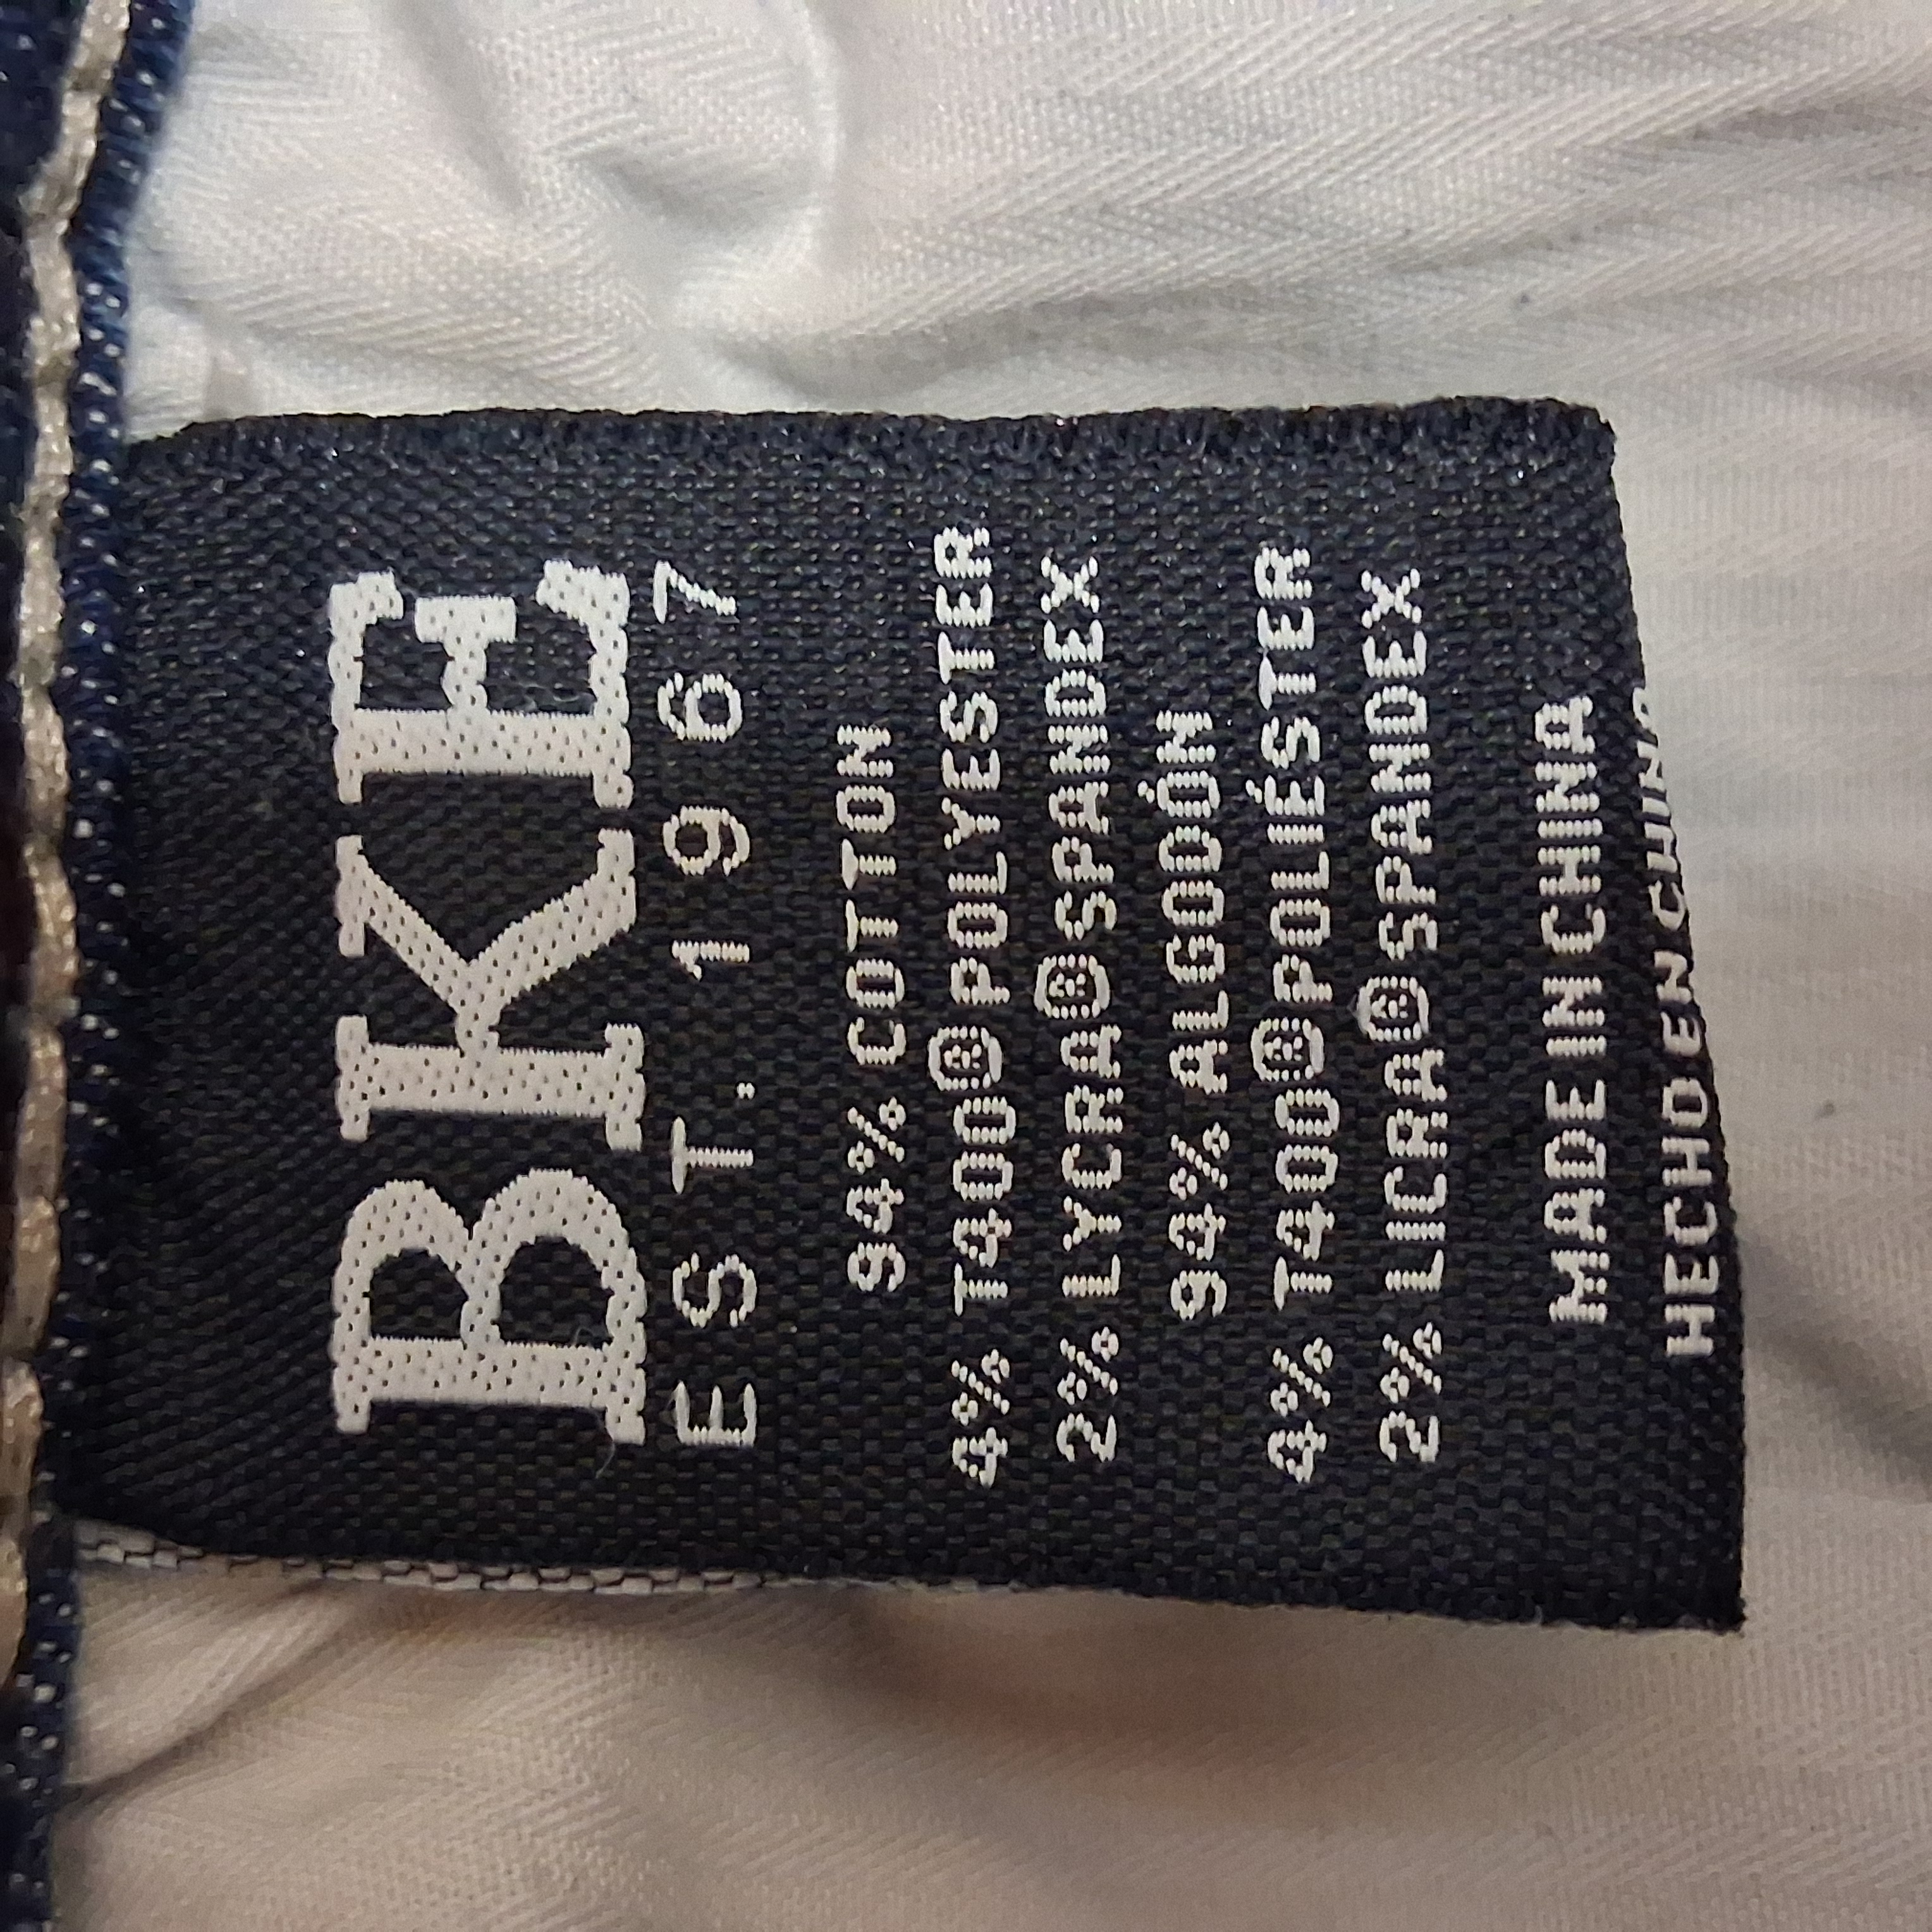 BKE
EST. 1967
94% COTTON
4% T400® POLYESTER
2% LYCRA® SPANDEX
94% ALGODÓN
4% T400® POLIÉSTER
2% LICRA® SPANDEX
MADE IN CHINA
HECHO EN CHINA